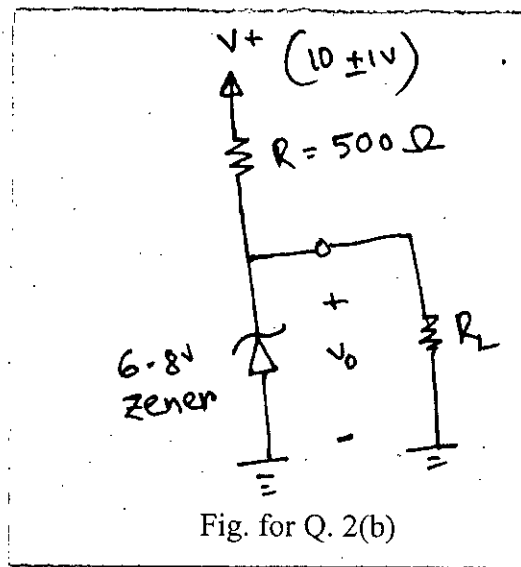 V+ (10 ±1V)
R = 500 Ω
+
6.8V
Zener
Vo
RL
-
Fig. for Q. 2(b)